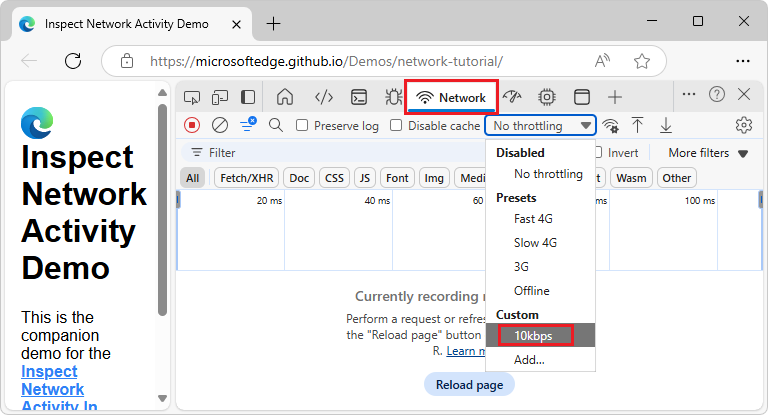 Inspect Network Activity Demo
https://microsoftedge.github.io/Demos/network-tutorial/
Network
Preserve log
Disable cache
No throttling
Filter
Invert
More filters
All
Fetch/XHR
Doc
CSS
JS
Font
Img
Wasm
Other
20 ms
40 ms
100 ms
Disabled
No throttling
Presets
Fast 4G
Slow 4G
3G
Offline
Custom
10kbps
Add...
Currently recording
Perform a request or
the "Reload page" button
R. Learn
Reload page
Inspect
Network
Activity
Demo
This is the
companion
demo for the
Inspect
Network
Activity In